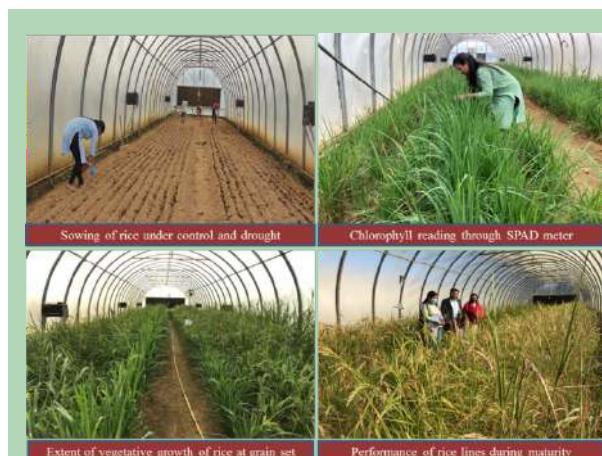 Sowing of rice under control and drought
Chlorophyll reading through SPAD meter
Extent of vegetative growth of rice at grain set
Performance of rice lines during maturity